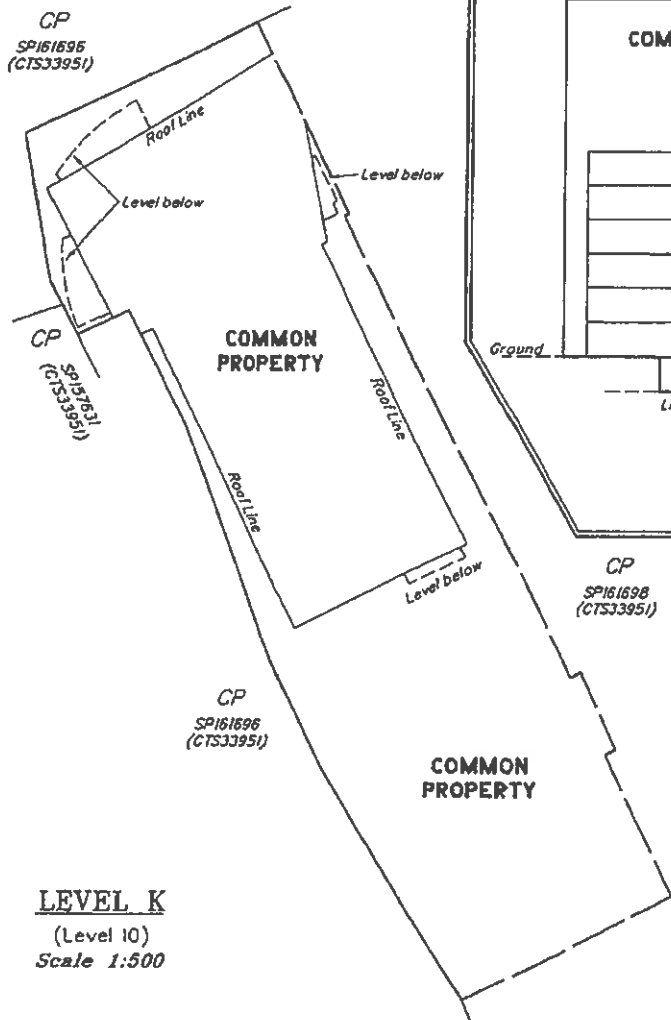 CP
SP161696
(CTS33951)
COM
Roof Line
Level below
Level below
CP
SP157631
(CTS33951)
COMMON
PROPERTY
Ground
Roof Line
Roof Line
Level below
CP
SP161698
(CTS33951)
CP
SP161696
(CTS33951)
COMMON
PROPERTY
LEVEL K
(Level 10)
Scale 1:500